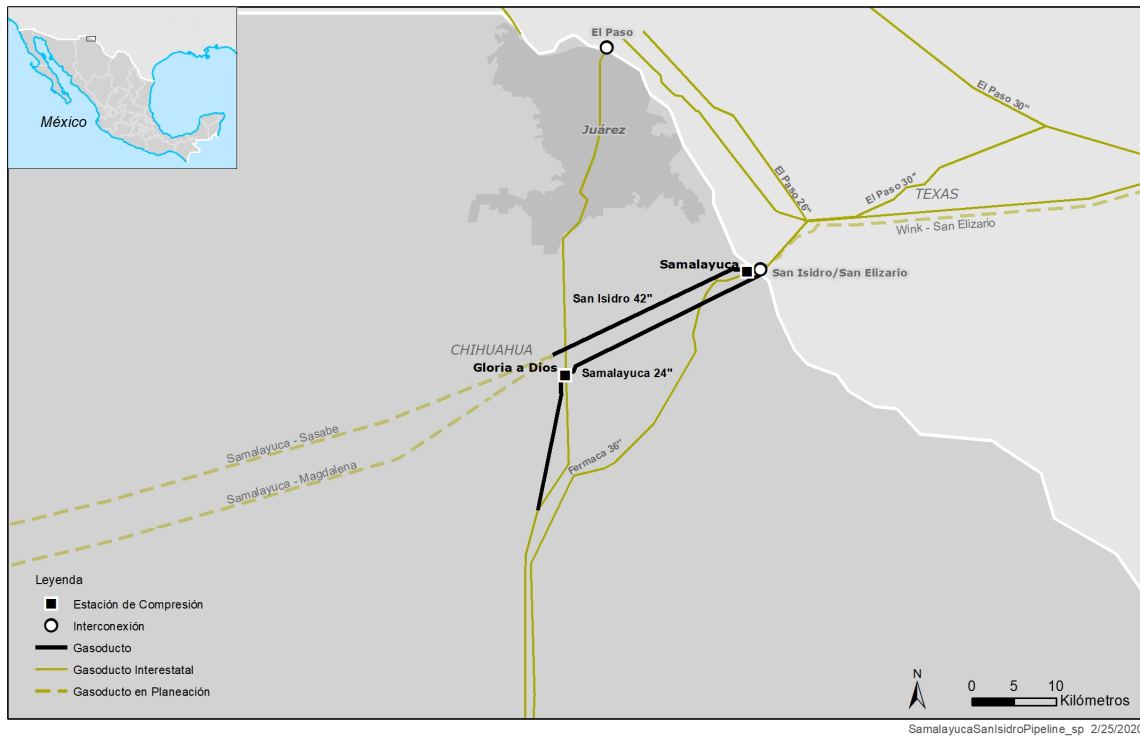 México
El Paso
Juárez
El Paso 30"
El Paso 26"
El Paso 30"
TEXAS
Wink - San Elizario
Samalayuca
San Isidro/San Elizario
San Isidro 42"
CHIHUAHUA
Gloria a Dios
Samalayuca 24"
Samalayuca - Sasabe
Samalayuca - Magdalena
Fermaca 36"
Leyenda
Estación de Compresión
Interconexión
Gasoducto
Gasoducto Interestatal
Gasoducto en Planeación
N
0 5 10
Kilómetros
SamalayucaSanIsidroPipeline_sp 2/25/2020